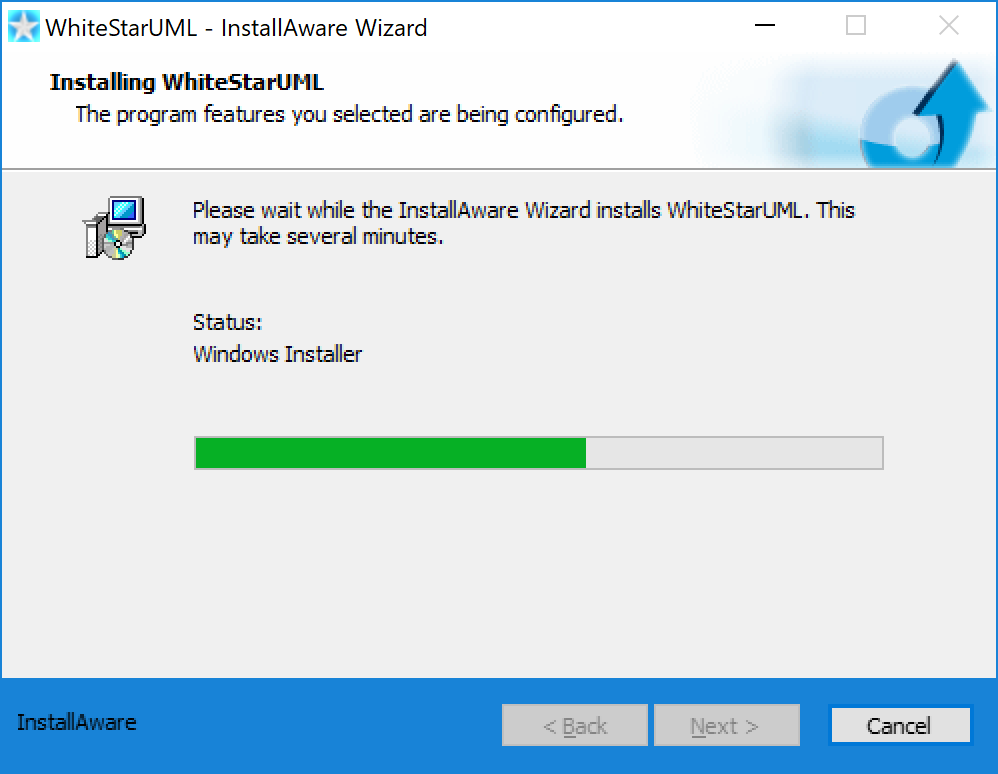 WhiteStarUML - InstallAware Wizard
Installing WhiteStarUML
The program features you selected are being configured.
Please wait while the InstallAware Wizard installs WhiteStarUML. This
may take several minutes.
Status:
Windows Installer
InstallAware
< Back
Next >
Cancel